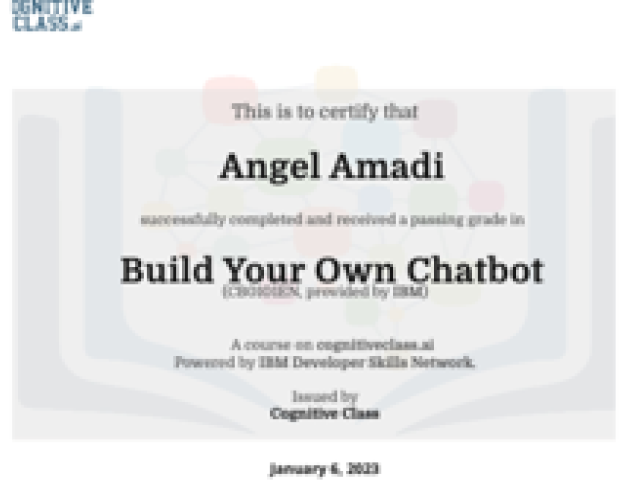 COGNITIVE
CLASS.ai
This is to certify that
Angel Amadi
successfully completed and received a passing grade in
Build Your Own Chatbot
(CB0103EN, provided by IBM)
A course on cognitiveclass.ai
Powered by IBM Developer Skills Network.
Issued by
Cognitive Class
January 6, 2023